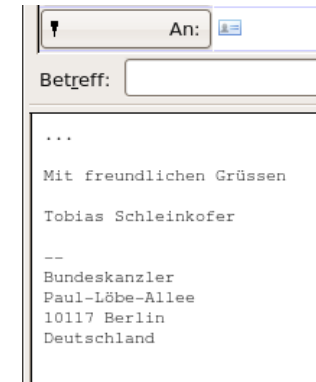 An:
Betreff:
...
Mit freundlichen Grüssen
Tobias Schleinkofer
--
Bundeskanzler
Paul-Löbe-Allee
10117 Berlin
Deutschland